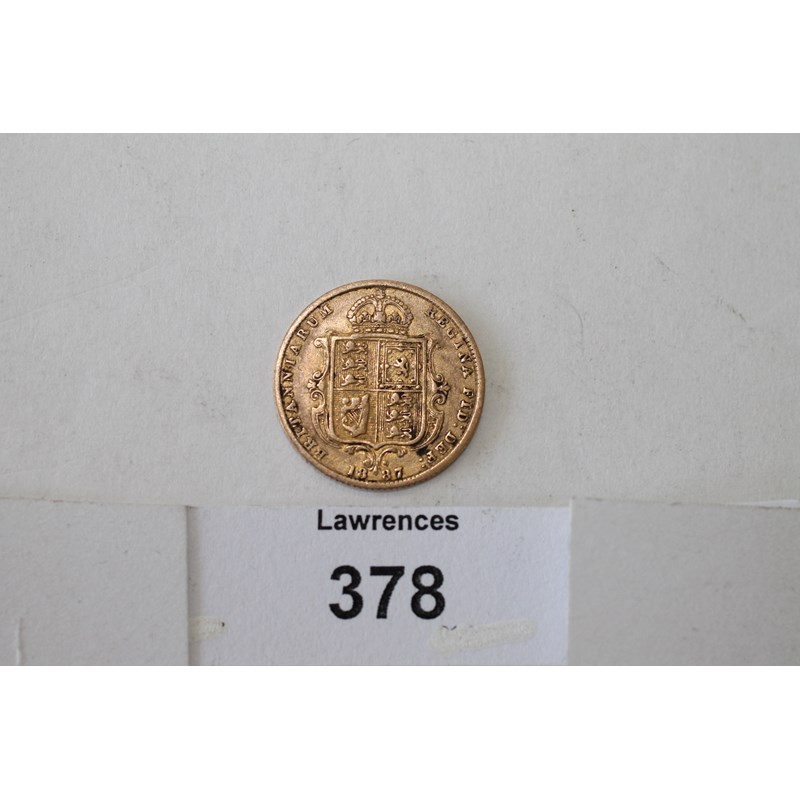 BRITANNIARUM REGINA FID: DEF:
1887
Lawrences
378